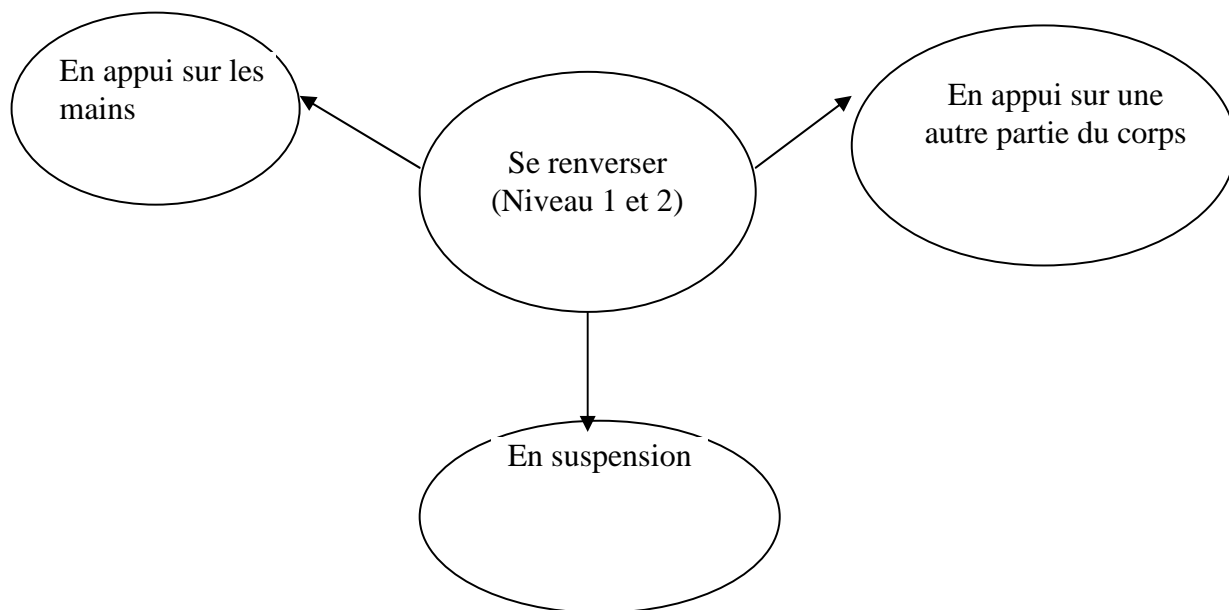 En appui sur les
mains
Se renverser
(Niveau 1 et 2)
En appui sur une
autre partie du corps
En suspension